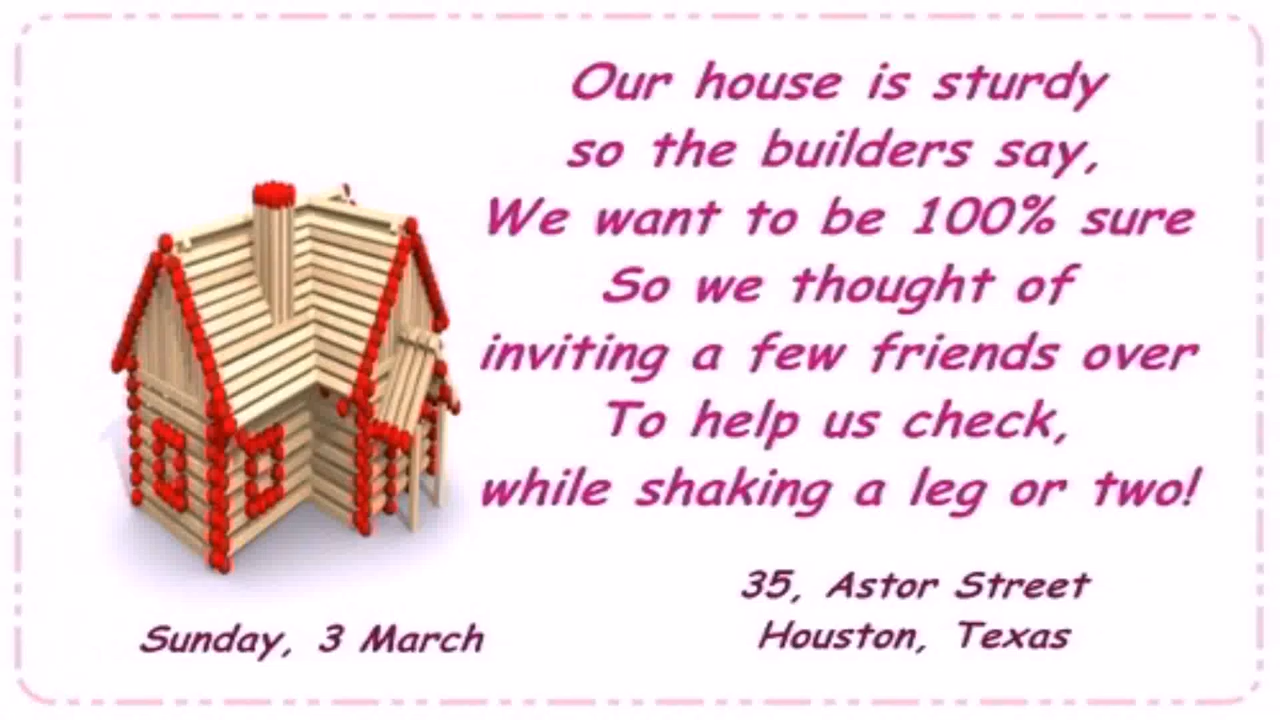 Our house is sturdy
so the builders say,
We want to be 100% sure
So we thought of
inviting a few friends over
To help us check,
while shaking a leg or two!
35, Astor Street
Houston, Texas
Sunday, 3 March